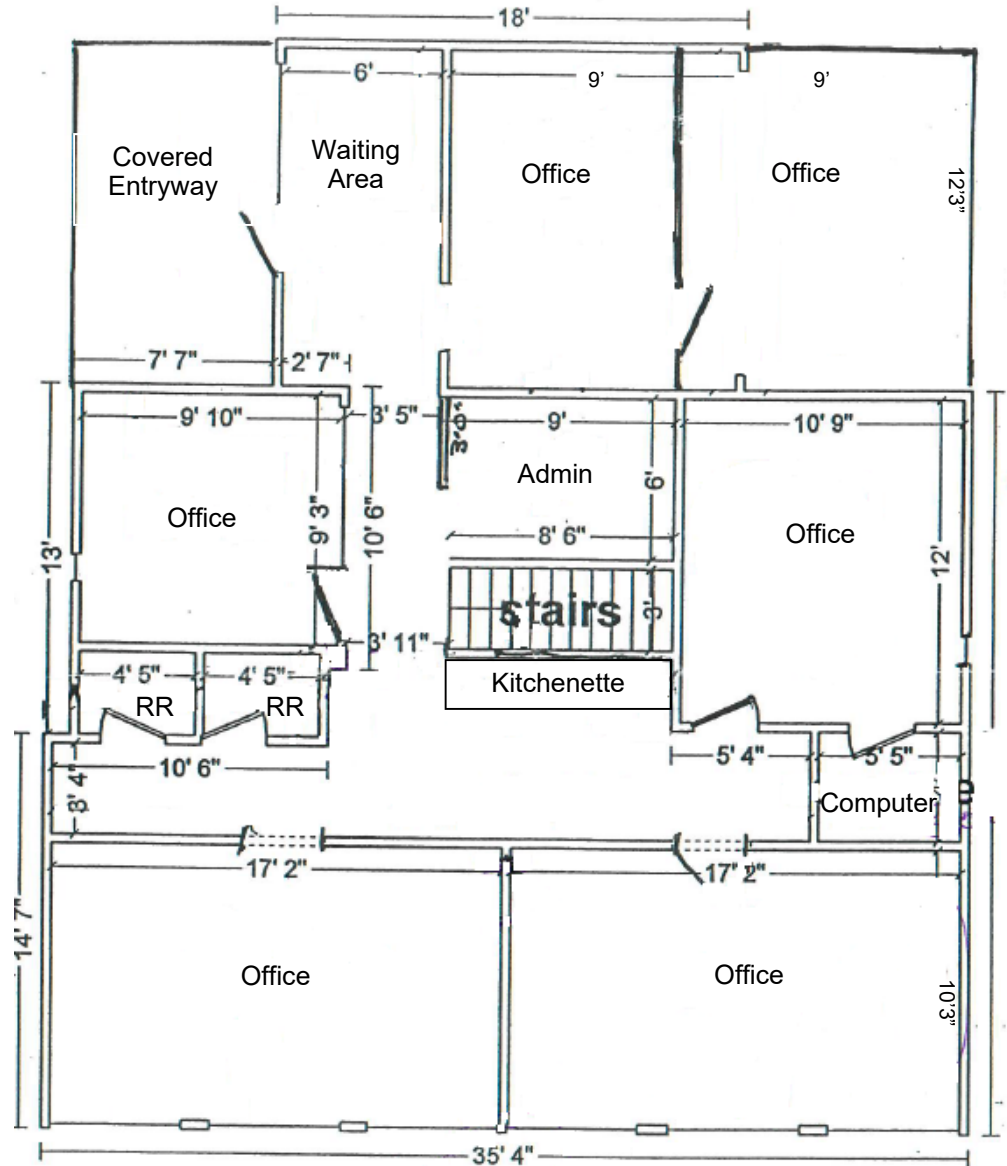 18'
6'
9'
9'
Covered
Entryway
Waiting
Area
Office
Office
12'3"
7' 7"
2' 7"
9' 10"
3' 5"
3'0"
9'
10' 9"
Admin
6'
Office
9' 3"
10' 6"
8' 6"
Office
13'
12'
stairs
3'
3' 11"
4' 5"
4' 5"
RR
RR
Kitchenette
10' 6"
3' 4"
5' 4"
5' 5"
Computer
17' 2"
17' 2"
14' 7"
Office
Office
10'3"
35' 4"